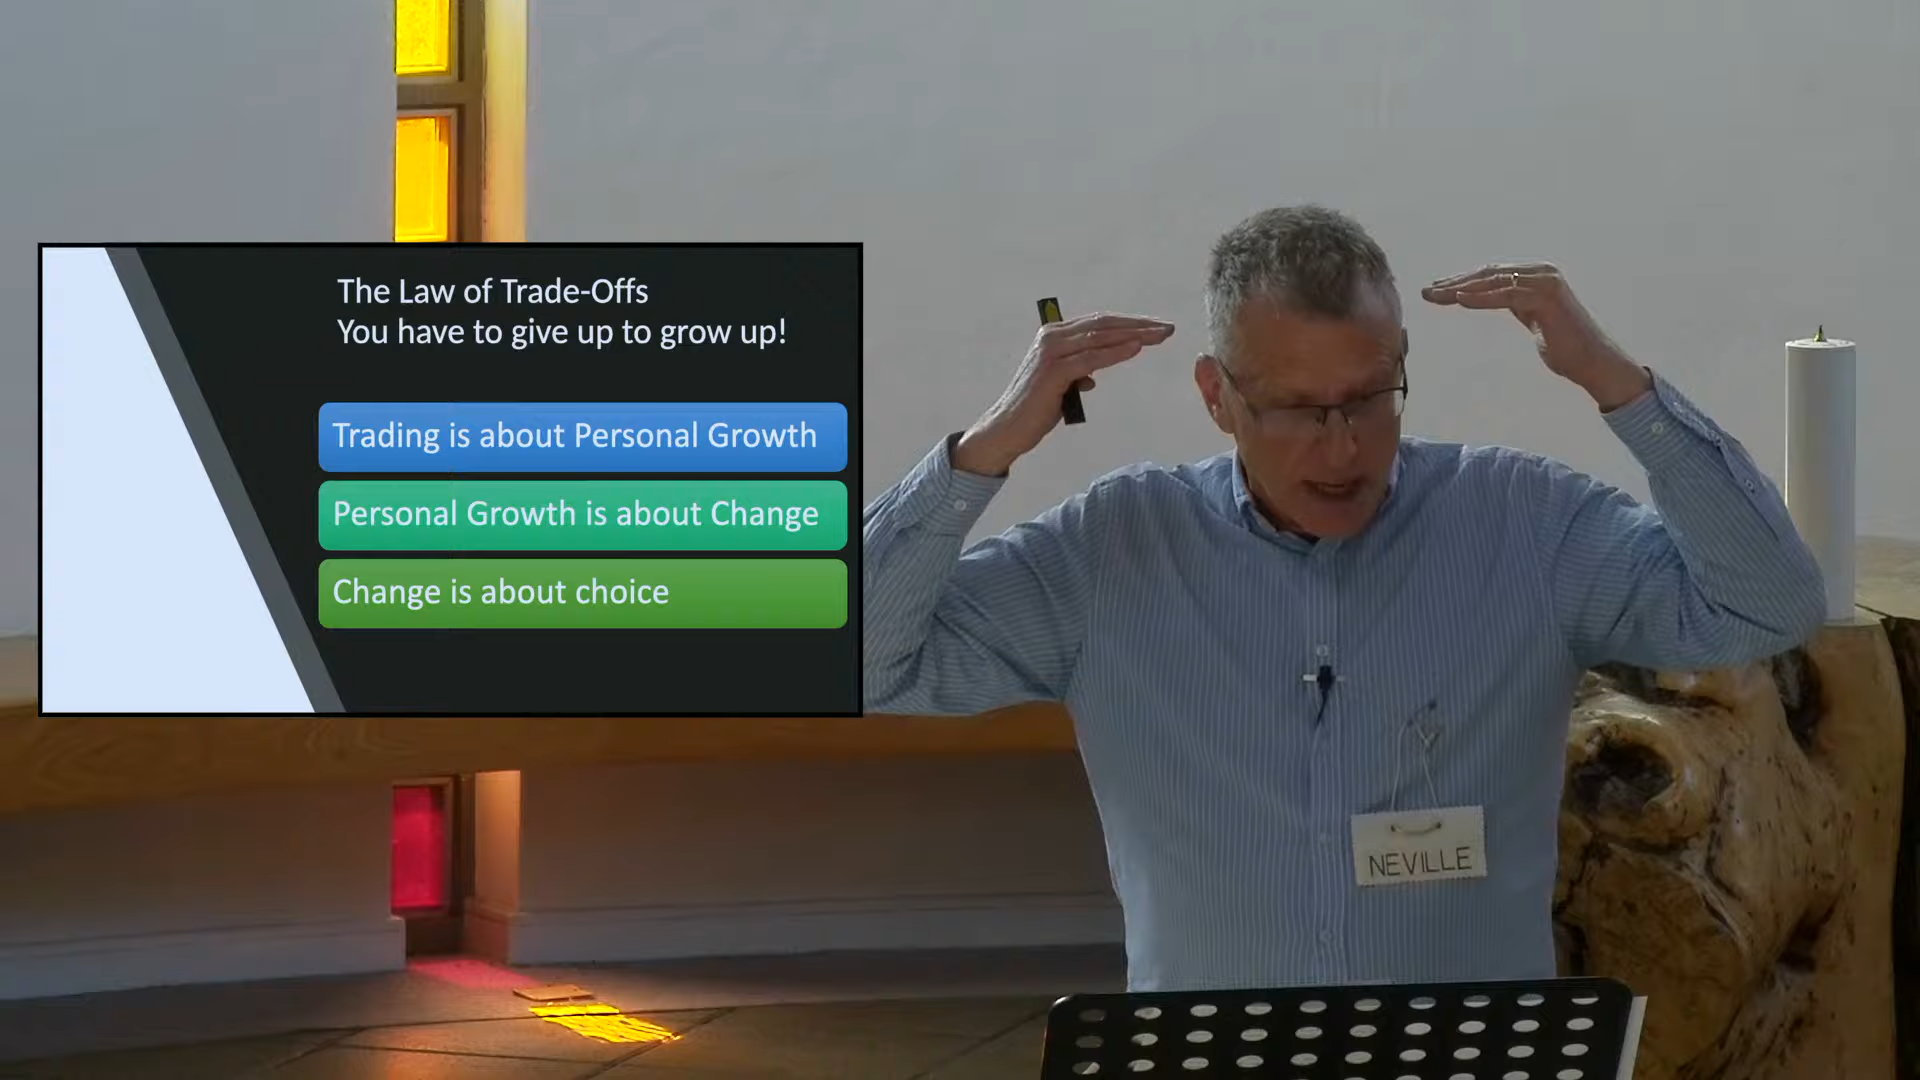 The Law of Trade-Offs
You have to give up to grow up!
Trading is about Personal Growth
Personal Growth is about Change
Change is about choice
NEVILLE